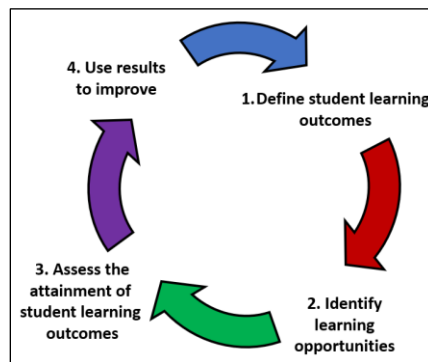 1.Define student learning
outcomes
2. Identify
learning
opportunities
3. Assess the
attainment of
student learning
outcomes
4. Use results
to improve